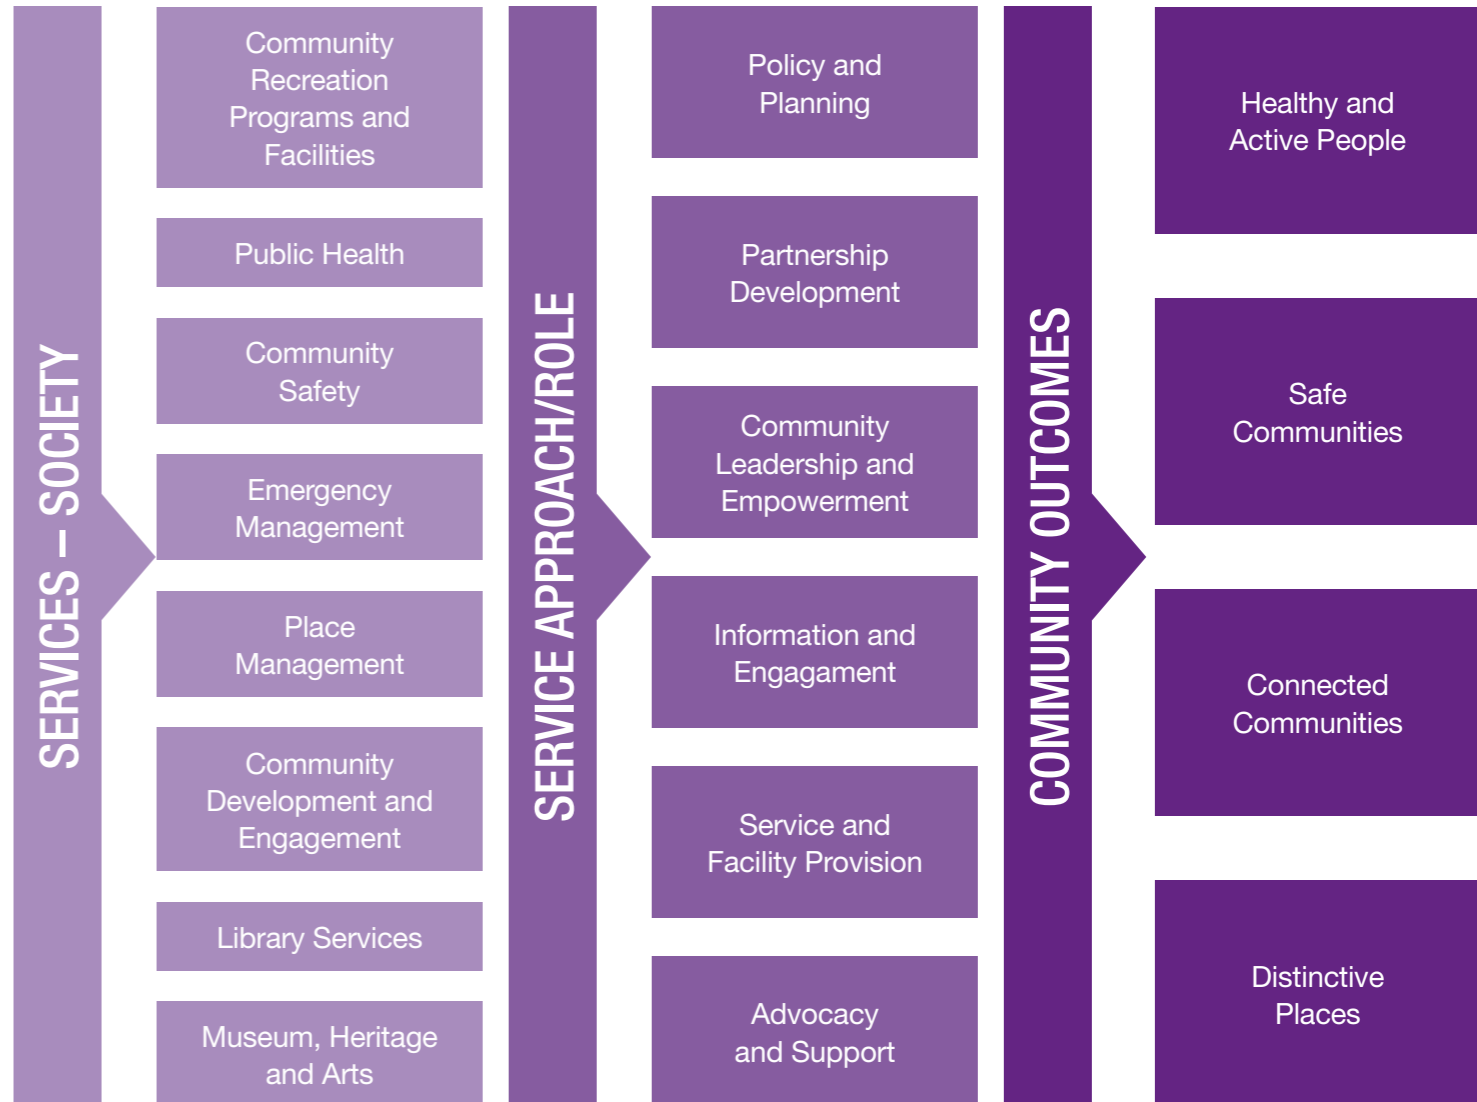 SERVICES – SOCIETY
Community
Recreation
Programs and
Facilities
Public Health
Community
Safety
Emergency
Management
Place
Management
Community
Development and
Engagement
Library Services
Museum, Heritage
and Arts
SERVICE APPROACH/ROLE
Policy and
Planning
Partnership
Development
Community
Leadership and
Empowerment
Information and
Engagament
Service and
Facility Provision
Advocacy
and Support
COMMUNITY OUTCOMES
Healthy and
Active People
Safe
Communities
Connected
Communities
Distinctive
Places